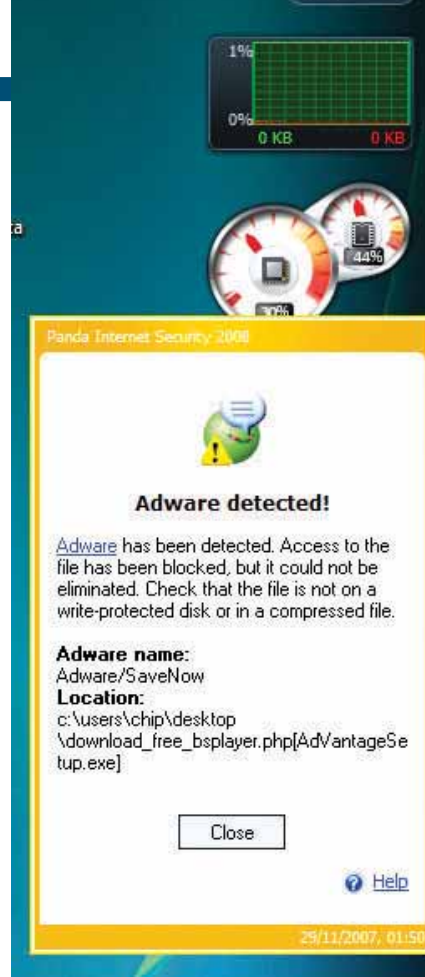 1%
0%
0 KB 0 KB
a
44%
30%
Panda Internet Security 2008
Adware detected!
Adware has been detected. Access to the
file has been blocked, but it could not be
eliminated. Check that the file is not on a
write-protected disk or in a compressed file.
Adware name:
Adware/SaveNow
Location:
c:\users\chip\desktop
\download_free_bsplayer.php[AdVantageSe
tup.exe]
Close
Help
29/11/2007, 01:50